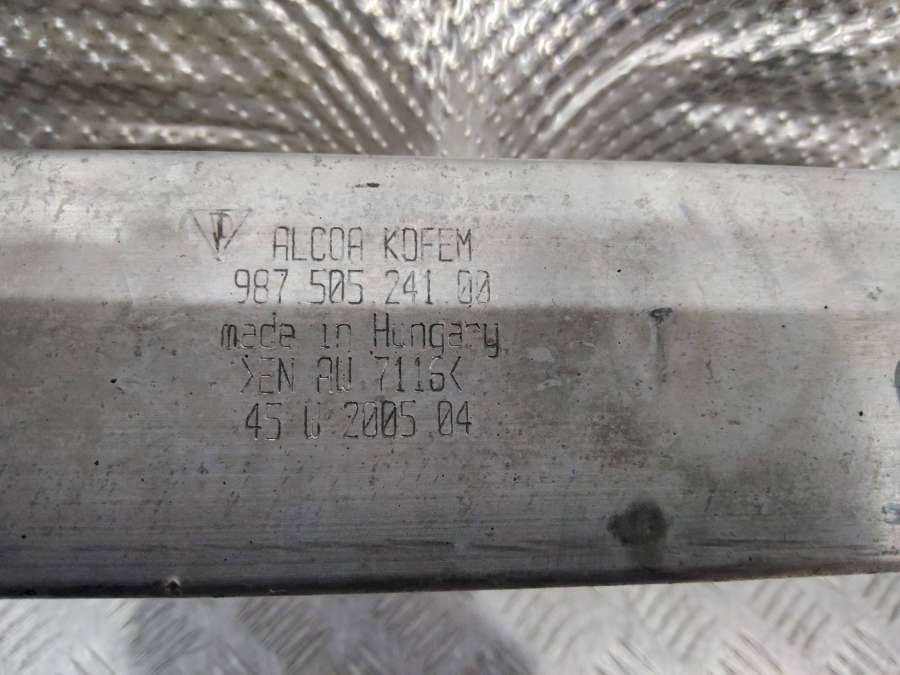 ALCOA KOFEM
987.505.241.00
made in Hungary
>EN AW 7116<
45 W 2005 04